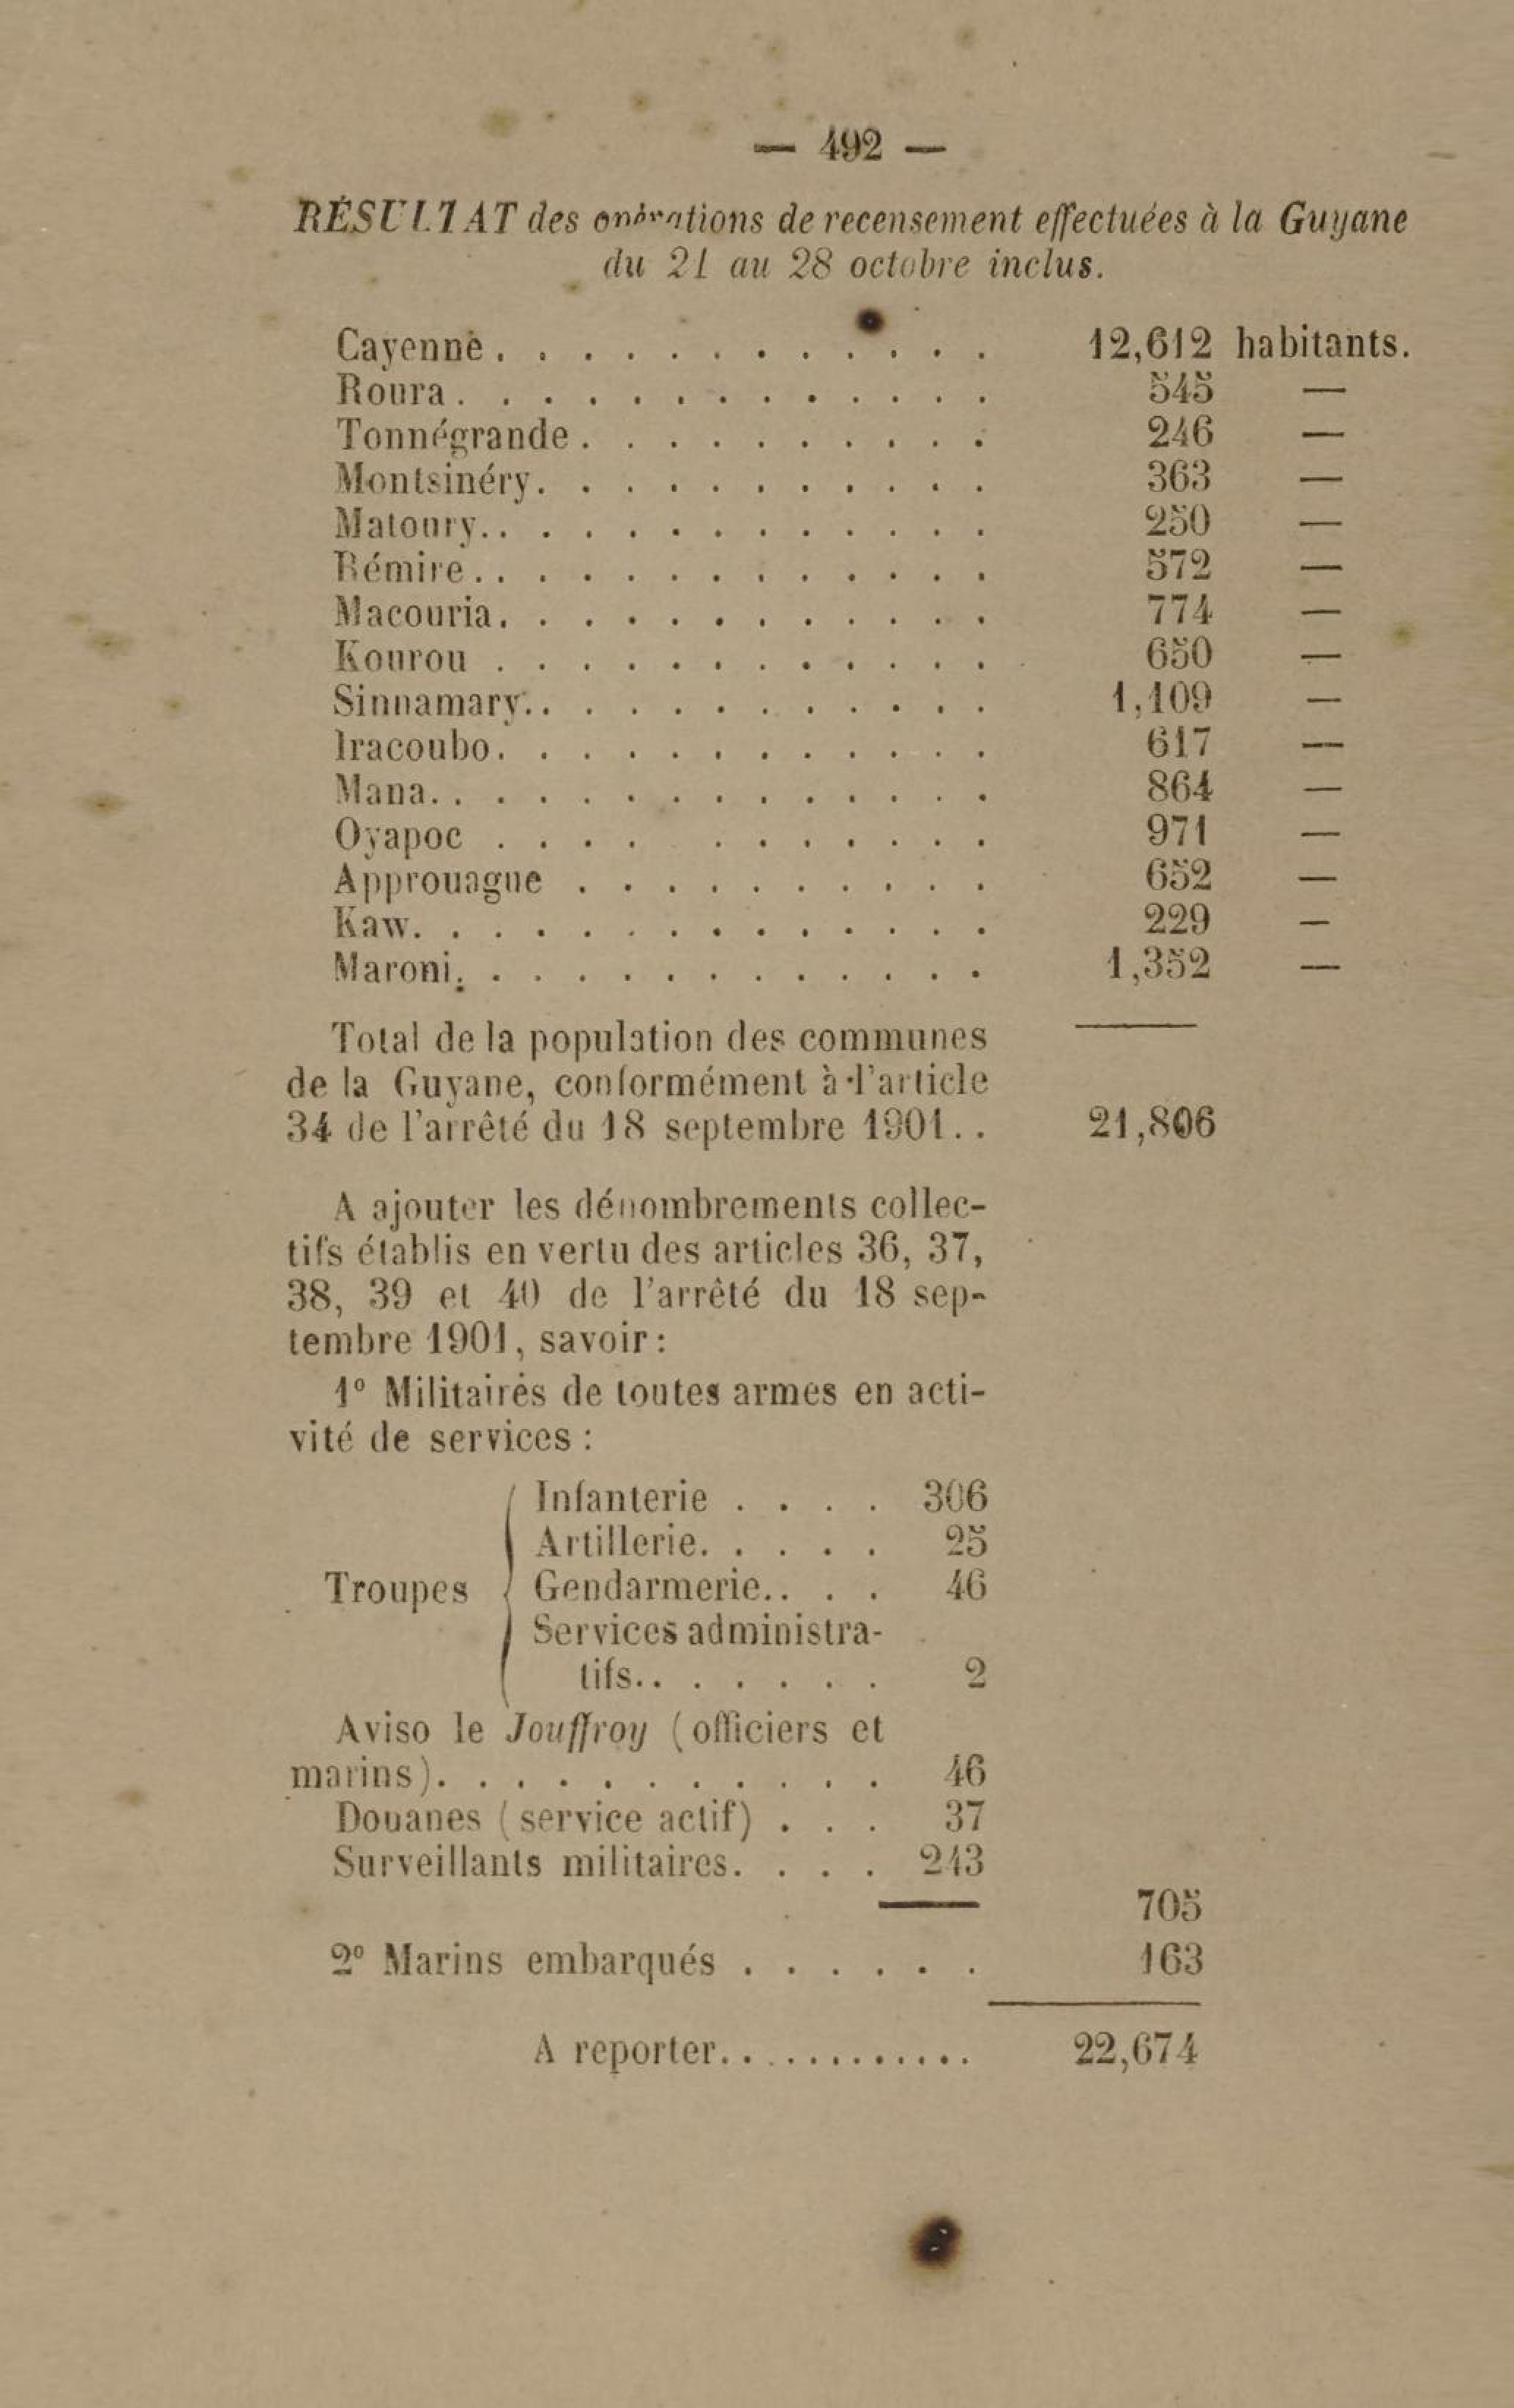 — 492 —
RÉSULTAT des opérations de recensement effectuées à la Guyane
du 21 au 28 octobre inclus.
Cayenne. . . . . . . . . . . . 12,612 habitants.
Roura. . . . . . . . . . . . . 545 —
Tonnégrande. . . . . . . . . . 246 —
Montsinéry. . . . . . . . . . . 363 —
Matoury. . . . . . . . . . . . . 250 —
Rémire. . . . . . . . . . . . . 572 —
Macouria. . . . . . . . . . . . 774 —
Kourou . . . . . . . . . . . . 650 —
Sinnamary. . . . . . . . . . . . 1,109 —
Iracoubo. . . . . . . . . . . . 617 —
Mana. . . . . . . . . . . . . . 864 —
Oyapoc . . . . . . . . . . . 971 —
Approuague . . . . . . . . . . 652 —
Kaw. . . . . . . . . . . . . . 229 —
Maroni. . . . . . . . . . . . . 1,352 —
Total de la population des communes
de la Guyane, conformément à l'article
34 de l'arrêté du 18 septembre 1901. . 21,806
A ajouter les dénombrements collec-
tifs établis en vertu des articles 36, 37,
38, 39 et 40 de l'arrêté du 18 sep-
tembre 1901, savoir :
1º Militaires de toutes armes en acti-
vité de services :
Infanterie . . . . 306
Artillerie. . . . . 25
Troupes Gendarmerie. . . . 46
Services administra-
tifs. . . . . . . 2
Aviso le Jouffroy (officiers et
marins). . . . . . . . . . . 46
Douanes (service actif) . . . 37
Surveillants militaires. . . . 243
705
2º Marins embarqués . . . . . . 163
A reporter. . . . . . . . . . . . 22,674